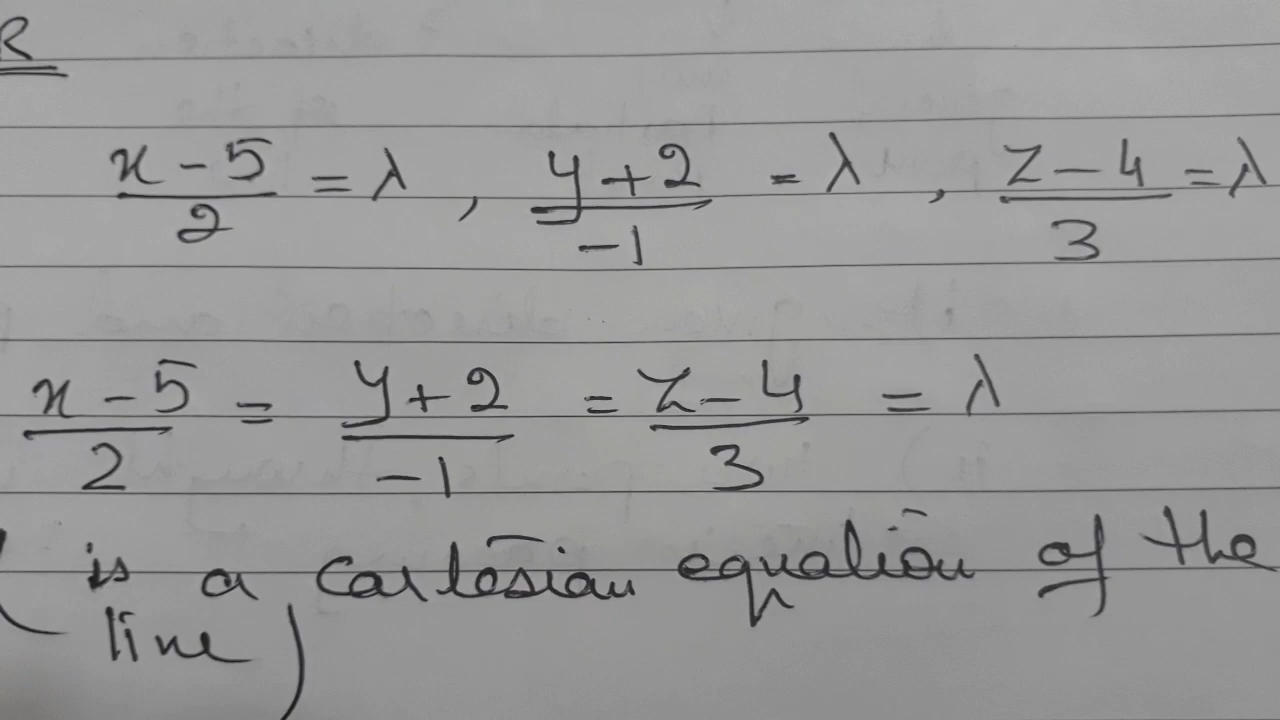 R
x - 5 / 2 = λ , y + 2 / -1 = λ , z - 4 / 3 = λ
x - 5 / 2 = y + 2 / -1 = z - 4 / 3 = λ
( is a cartesian equation of the
line)